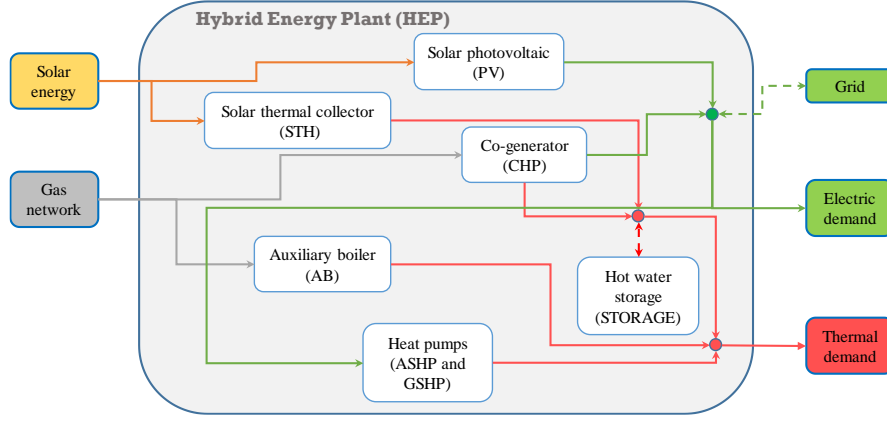 Hybrid Energy Plant (HEP)
Solar
energy
Solar photovoltaic
(PV)
Grid
Solar thermal collector
(STH)
Co-generator
(CHP)
Gas
network
Electric
demand
Auxiliary boiler
(AB)
Hot water
storage
(STORAGE)
Heat pumps
(ASHP and
GSHP)
Thermal
demand